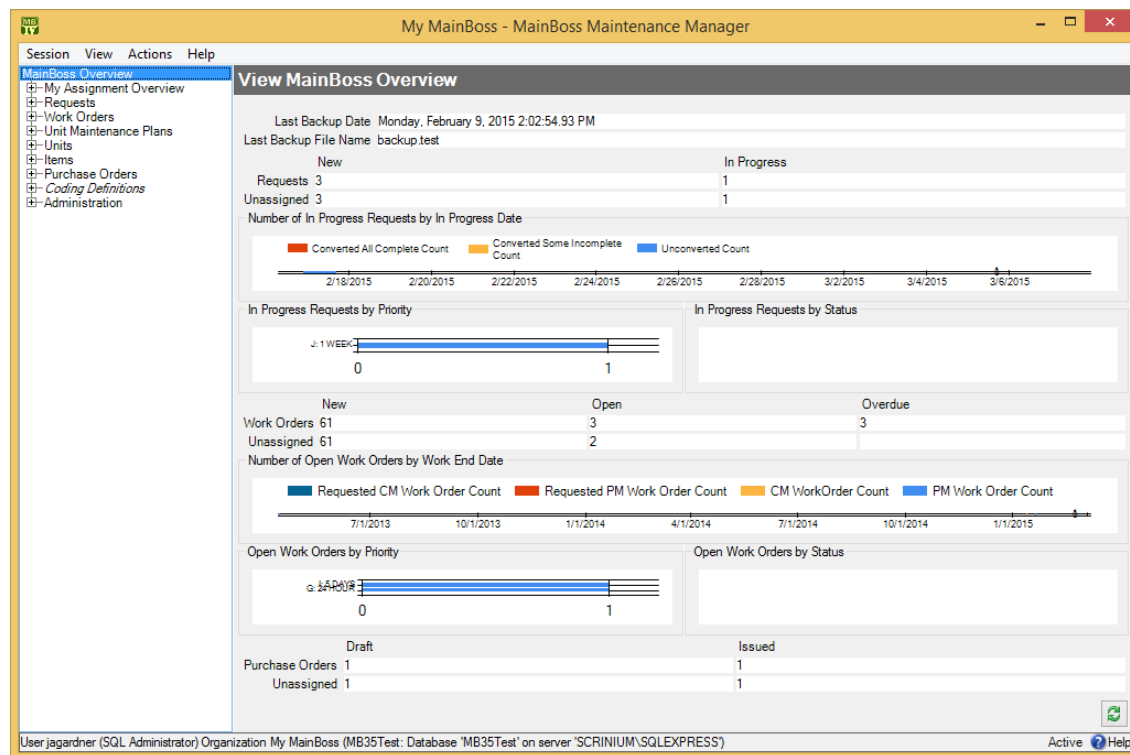 MB
My MainBoss - MainBoss Maintenance Manager
Session View Actions Help
MainBoss Overview
My Assignment Overview
Requests
Work Orders
Unit Maintenance Plans
Units
Items
Purchase Orders
Coding Definitions
Administration
View MainBoss Overview
Last Backup Date Monday, February 9, 2015 2:02:54.93 PM
Last Backup File Name backup.test
New In Progress
Requests 3 1
Unassigned 3 1
Number of In Progress Requests by In Progress Date
Converted All Complete Count Converted Some Incomplete Count Unconverted Count
2/18/2015 2/20/2015 2/22/2015 2/24/2015 2/26/2015 2/28/2015 3/2/2015 3/4/2015 3/6/2015
In Progress Requests by Priority In Progress Requests by Status
J: 1 WEEK
0 1
New Open Overdue
Work Orders 61 3 3
Unassigned 61 2
Number of Open Work Orders by Work End Date
Requested CM Work Order Count Requested PM Work Order Count CM WorkOrder Count PM Work Order Count
7/1/2013 10/1/2013 1/1/2014 4/1/2014 7/1/2014 10/1/2014 1/1/2015
Open Work Orders by Priority Open Work Orders by Status
G: 24 HOUR
0 1
Draft Issued
Purchase Orders 1 1
Unassigned 1 1
User jagardner (SQL Administrator) Organization My MainBoss (MB35Test: Database 'MB35Test' on server 'SCRINIUM\SQLEXPRESS') Active Help